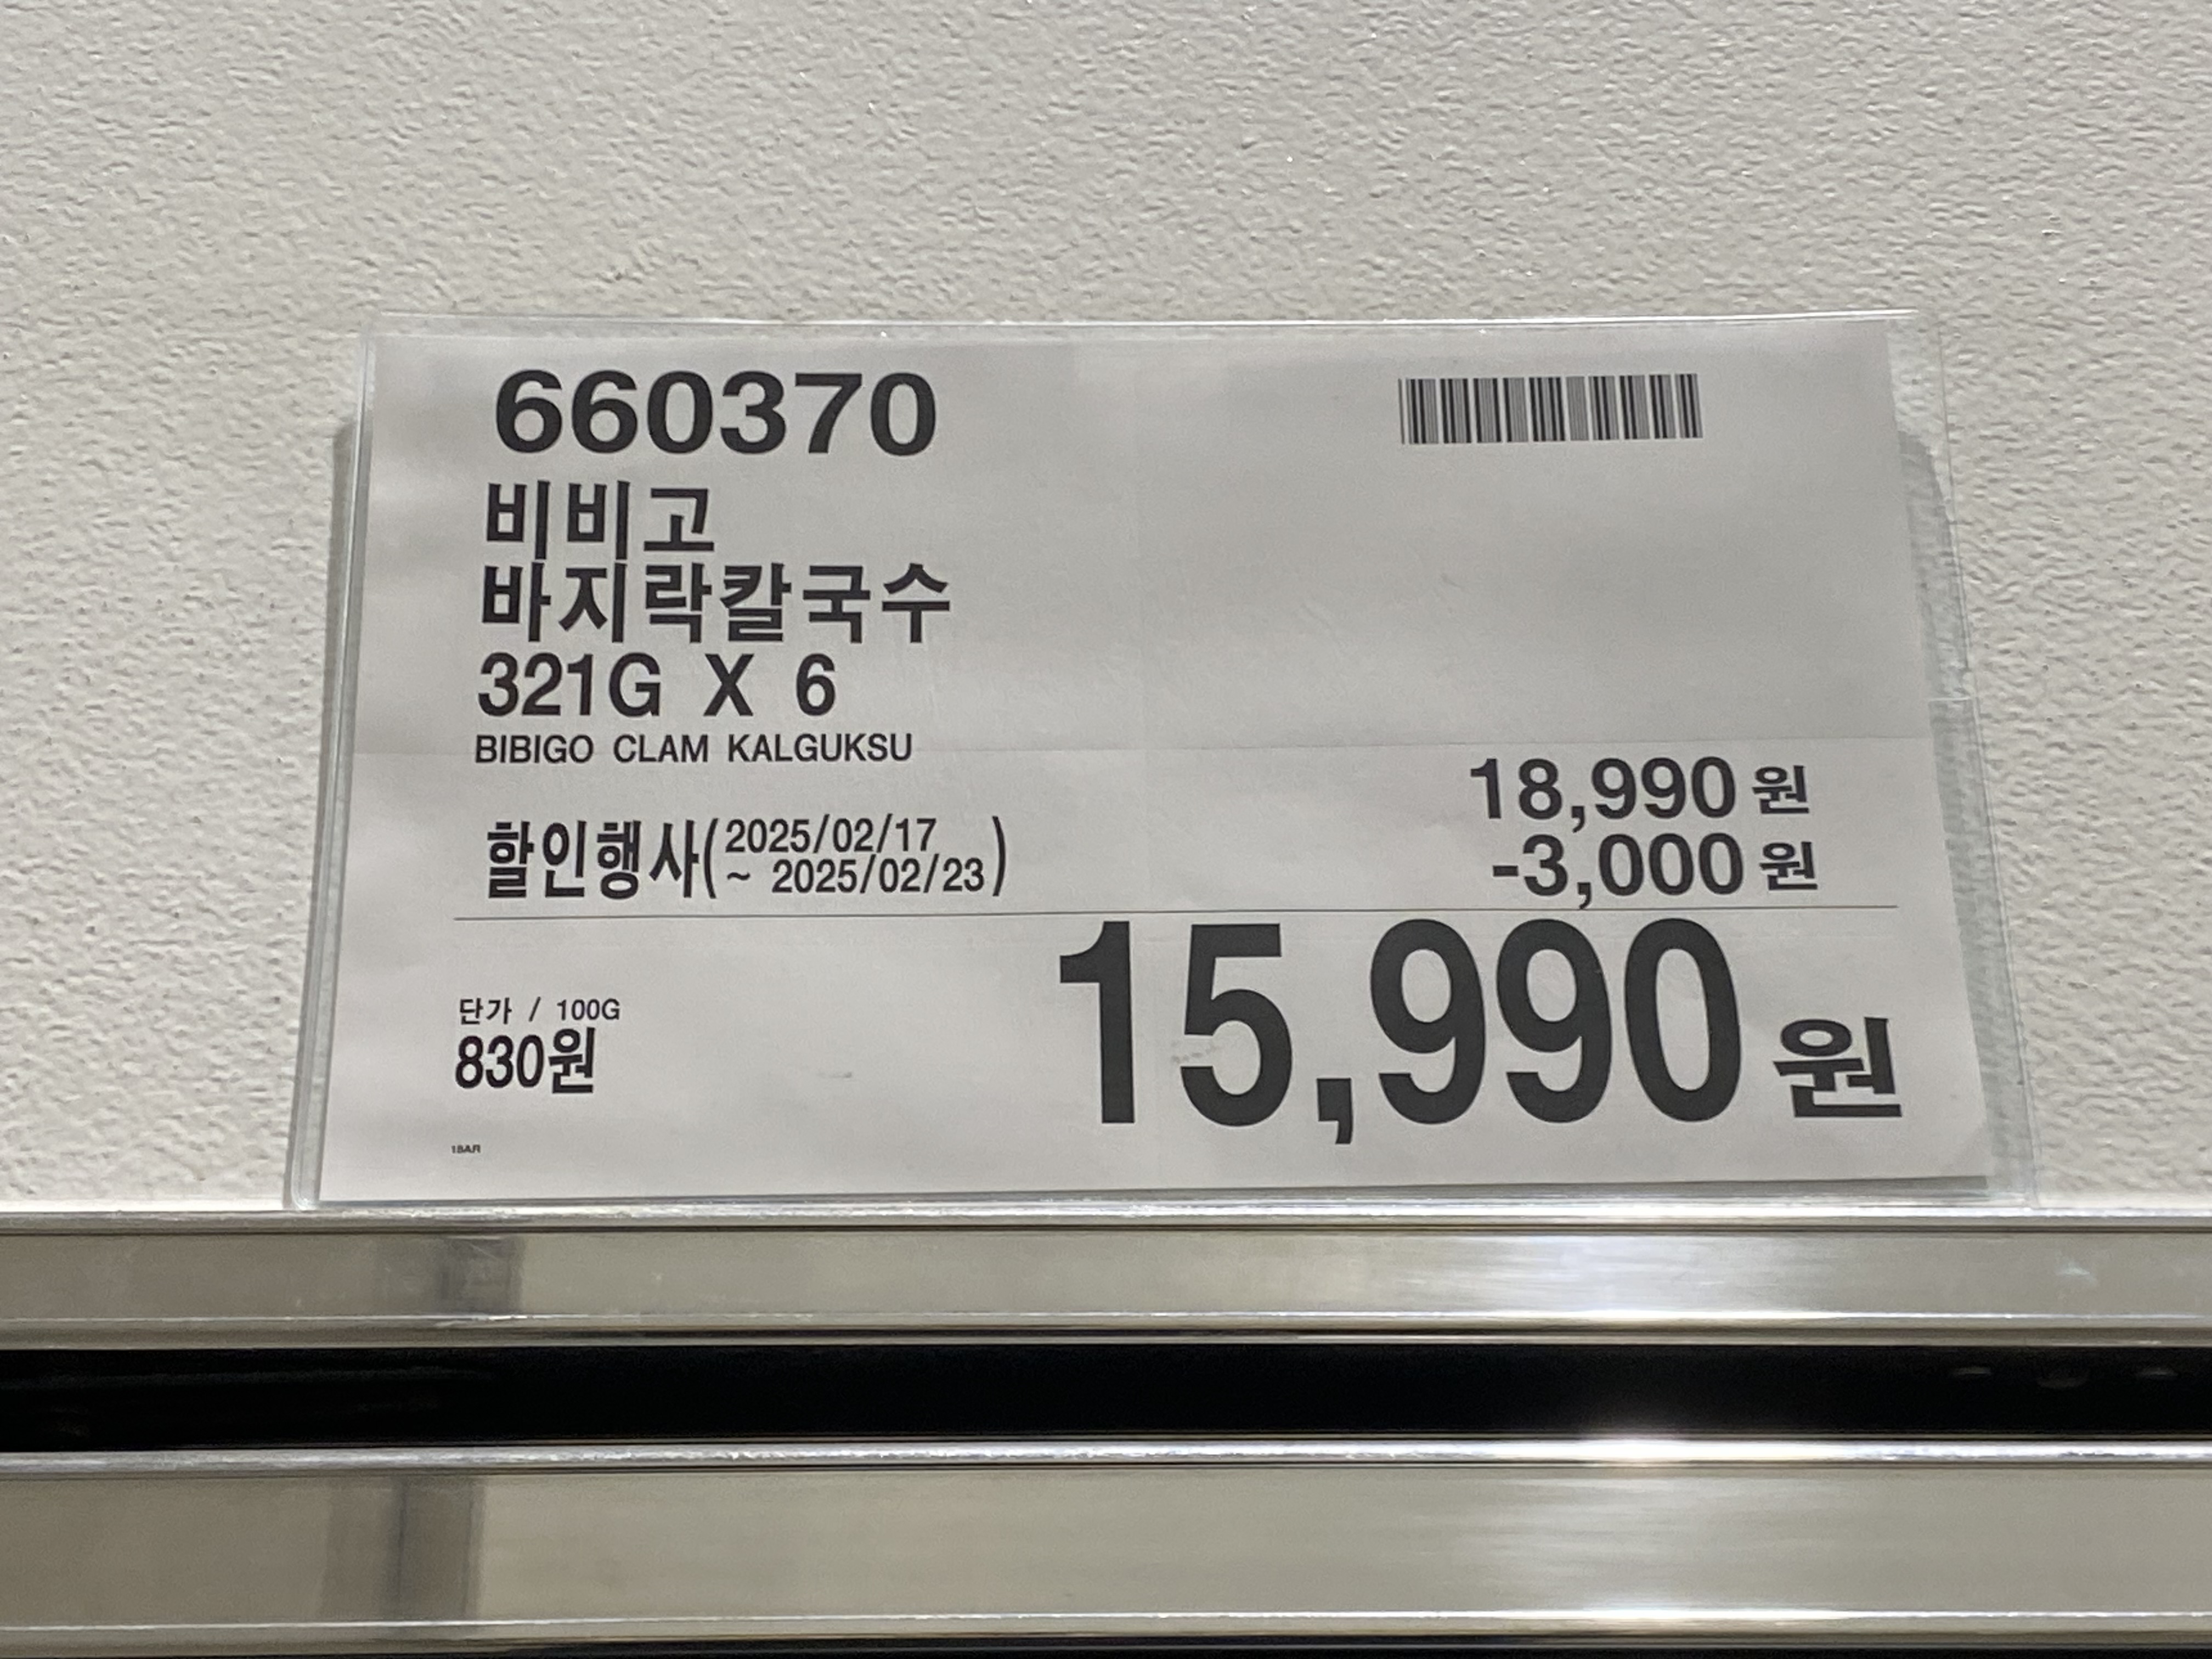 660370
비비고
바지락칼국수
321G X 6
BIBIGO CLAM KALGUKSU
18,990 원
할인행사(2025/02/17 ~ 2025/02/23)
-3,000 원
15,990 원
단가 / 100G
830원
18AR